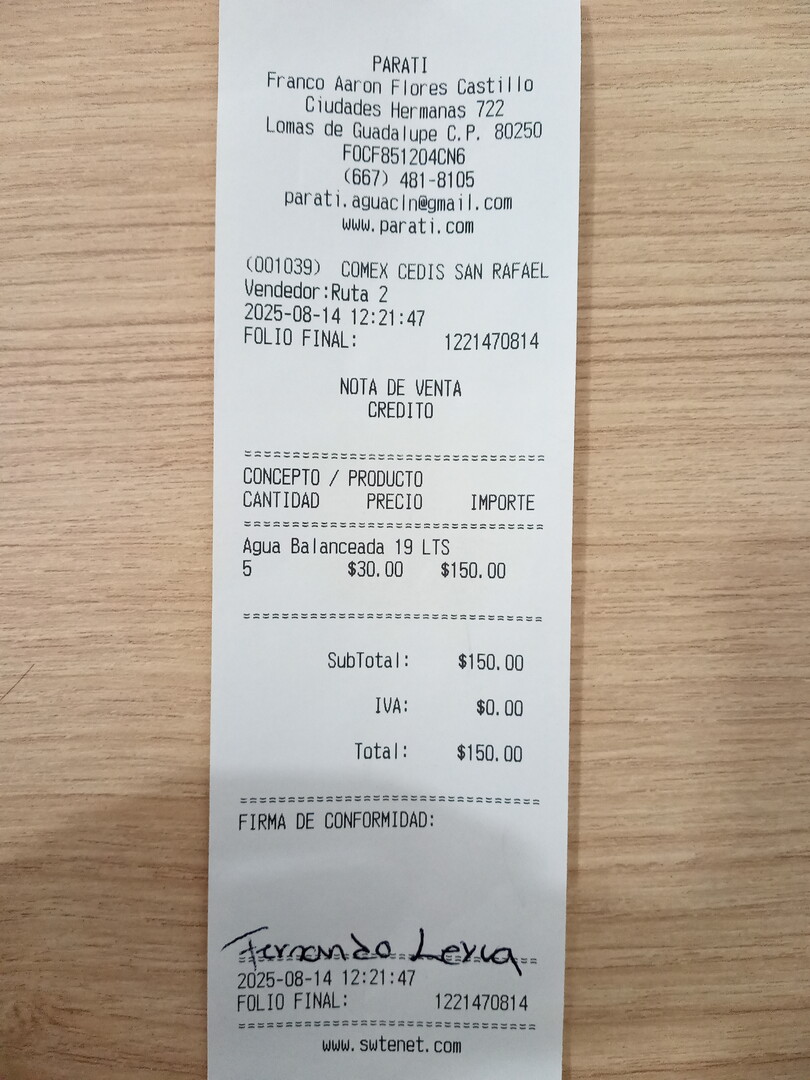 PARATI
Franco Aaron Flores Castillo
Ciudades Hermanas 722
Lomas de Guadalupe C.P. 80250
FOCF851204CN6
(667) 481-8105
parati.aguacln@gmail.com
www.parati.com
(001039) COMEX CEDIS SAN RAFAEL
Vendedor:Ruta 2
2025-08-14 12:21:47
FOLIO FINAL: 1221470814
NOTA DE VENTA
CREDITO
================================
CONCEPTO / PRODUCTO
CANTIDAD PRECIO IMPORTE
================================
Agua Balanceada 19 LTS
5 $30.00 $150.00
================================
SubTotal: $150.00
IVA: $0.00
Total: $150.00
================================
FIRMA DE CONFORMIDAD:
Fernando Leyva
================================
2025-08-14 12:21:47
FOLIO FINAL: 1221470814
================================
www.swtenet.com